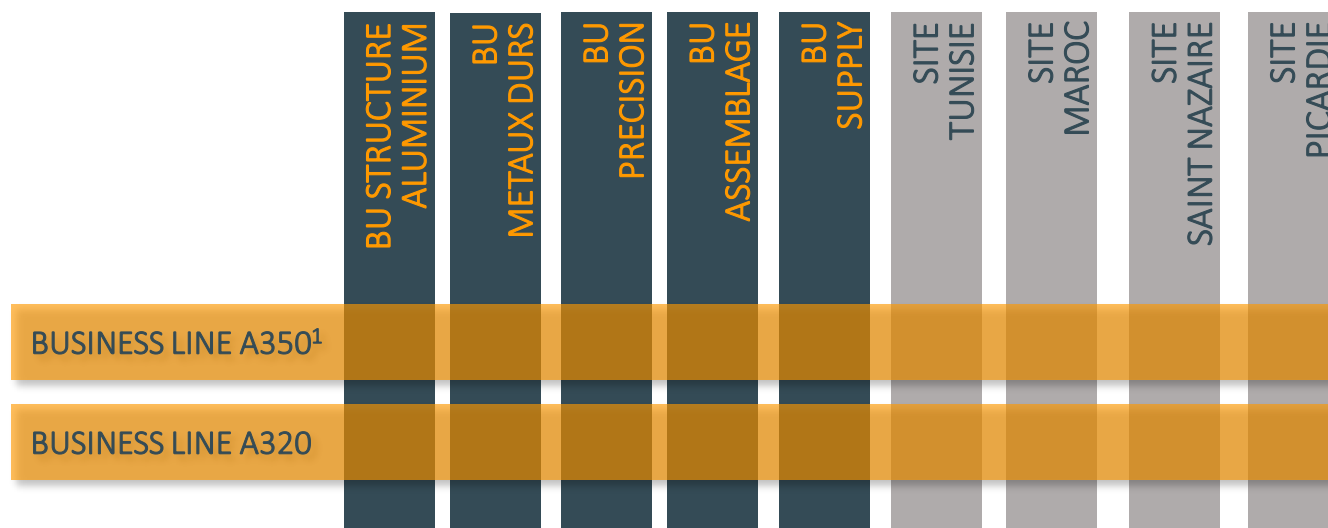 BU STRUCTURE
ALUMINIUM
BU
METAUX DURS
BU
PRECISION
BU
ASSEMBLAGE
BU
SUPPLY
SITE
TUNISIE
SITE
MAROC
SITE
SAINT NAZAIRE
SITE
PICARDIE
BUSINESS LINE A350¹
BUSINESS LINE A320